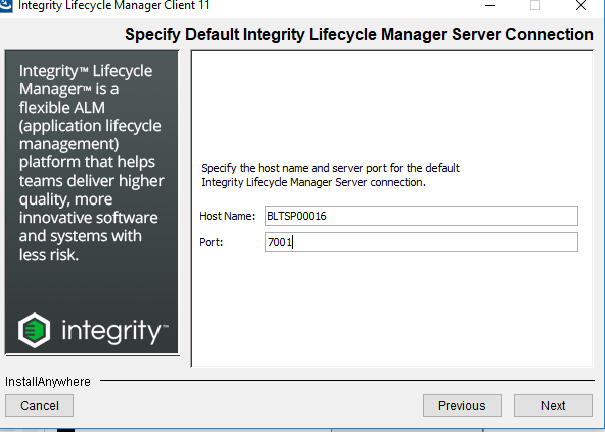 Integrity Lifecycle Manager Client 11
Specify Default Integrity Lifecycle Manager Server Connection
Integrity™ Lifecycle
Manager™ is a
flexible ALM
(application lifecycle
management)
platform that helps
teams deliver higher
quality, more
innovative software
and systems with
less risk.
integrity™
Specify the host name and server port for the default
Integrity Lifecycle Manager Server connection.
Host Name: BLTSP00016
Port: 7001
InstallAnywhere
Cancel Previous Next